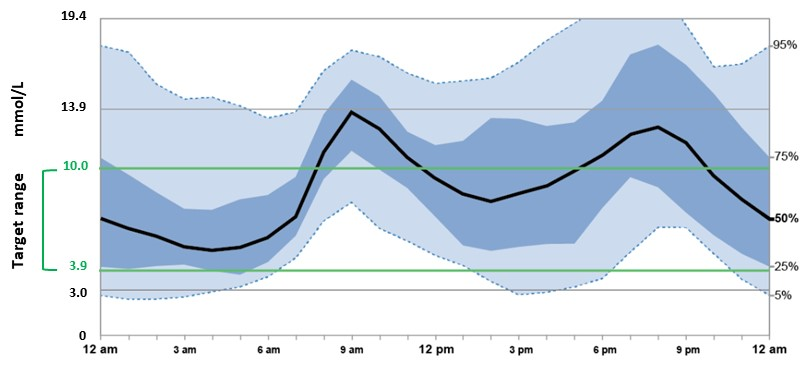 19.4
95%
mmol/L
13.9
75%
10.0
Target range
50%
3.9
25%
3.0
5%
0
12 am
3 am
6 am
9 am
12 pm
3 pm
6 pm
9 pm
12 am